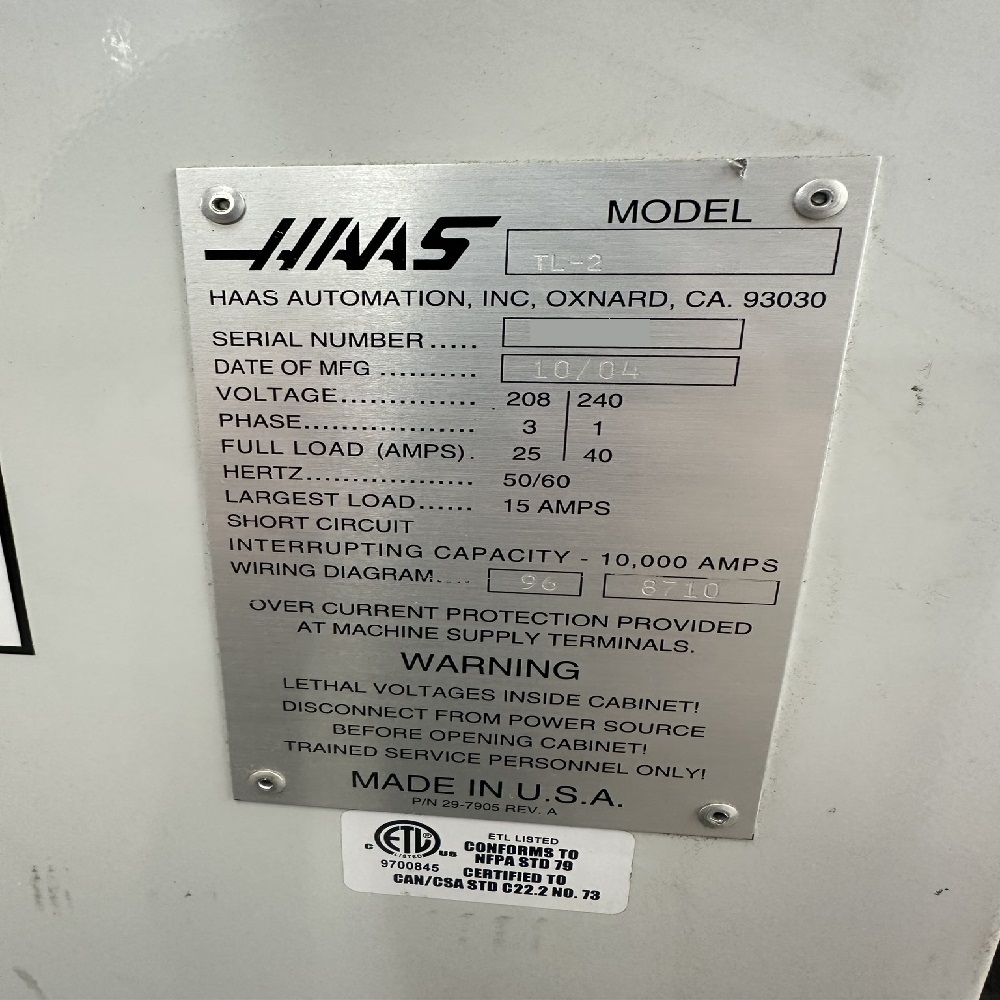 HAAS
MODEL
TL-2
HAAS AUTOMATION, INC, OXNARD, CA. 93030
SERIAL NUMBER .....
DATE OF MFG .......... 10/04
VOLTAGE.............. 208 | 240
PHASE.................. 3 | 1
FULL LOAD (AMPS). 25 | 40
HERTZ.................. 50/60
LARGEST LOAD...... 15 AMPS
SHORT CIRCUIT
INTERRUPTING CAPACITY - 10,000 AMPS
WIRING DIAGRAM.... 96 8710
OVER CURRENT PROTECTION PROVIDED
AT MACHINE SUPPLY TERMINALS.
WARNING
LETHAL VOLTAGES INSIDE CABINET!
DISCONNECT FROM POWER SOURCE
BEFORE OPENING CABINET!
TRAINED SERVICE PERSONNEL ONLY!
MADE IN U.S.A.
P/N 29-7905 REV. A
C ETL ® US
LISTED
9700845
ETL LISTED
CONFORMS TO
NFPA STD 79
CERTIFIED TO
CAN/CSA STD C22.2 NO. 73